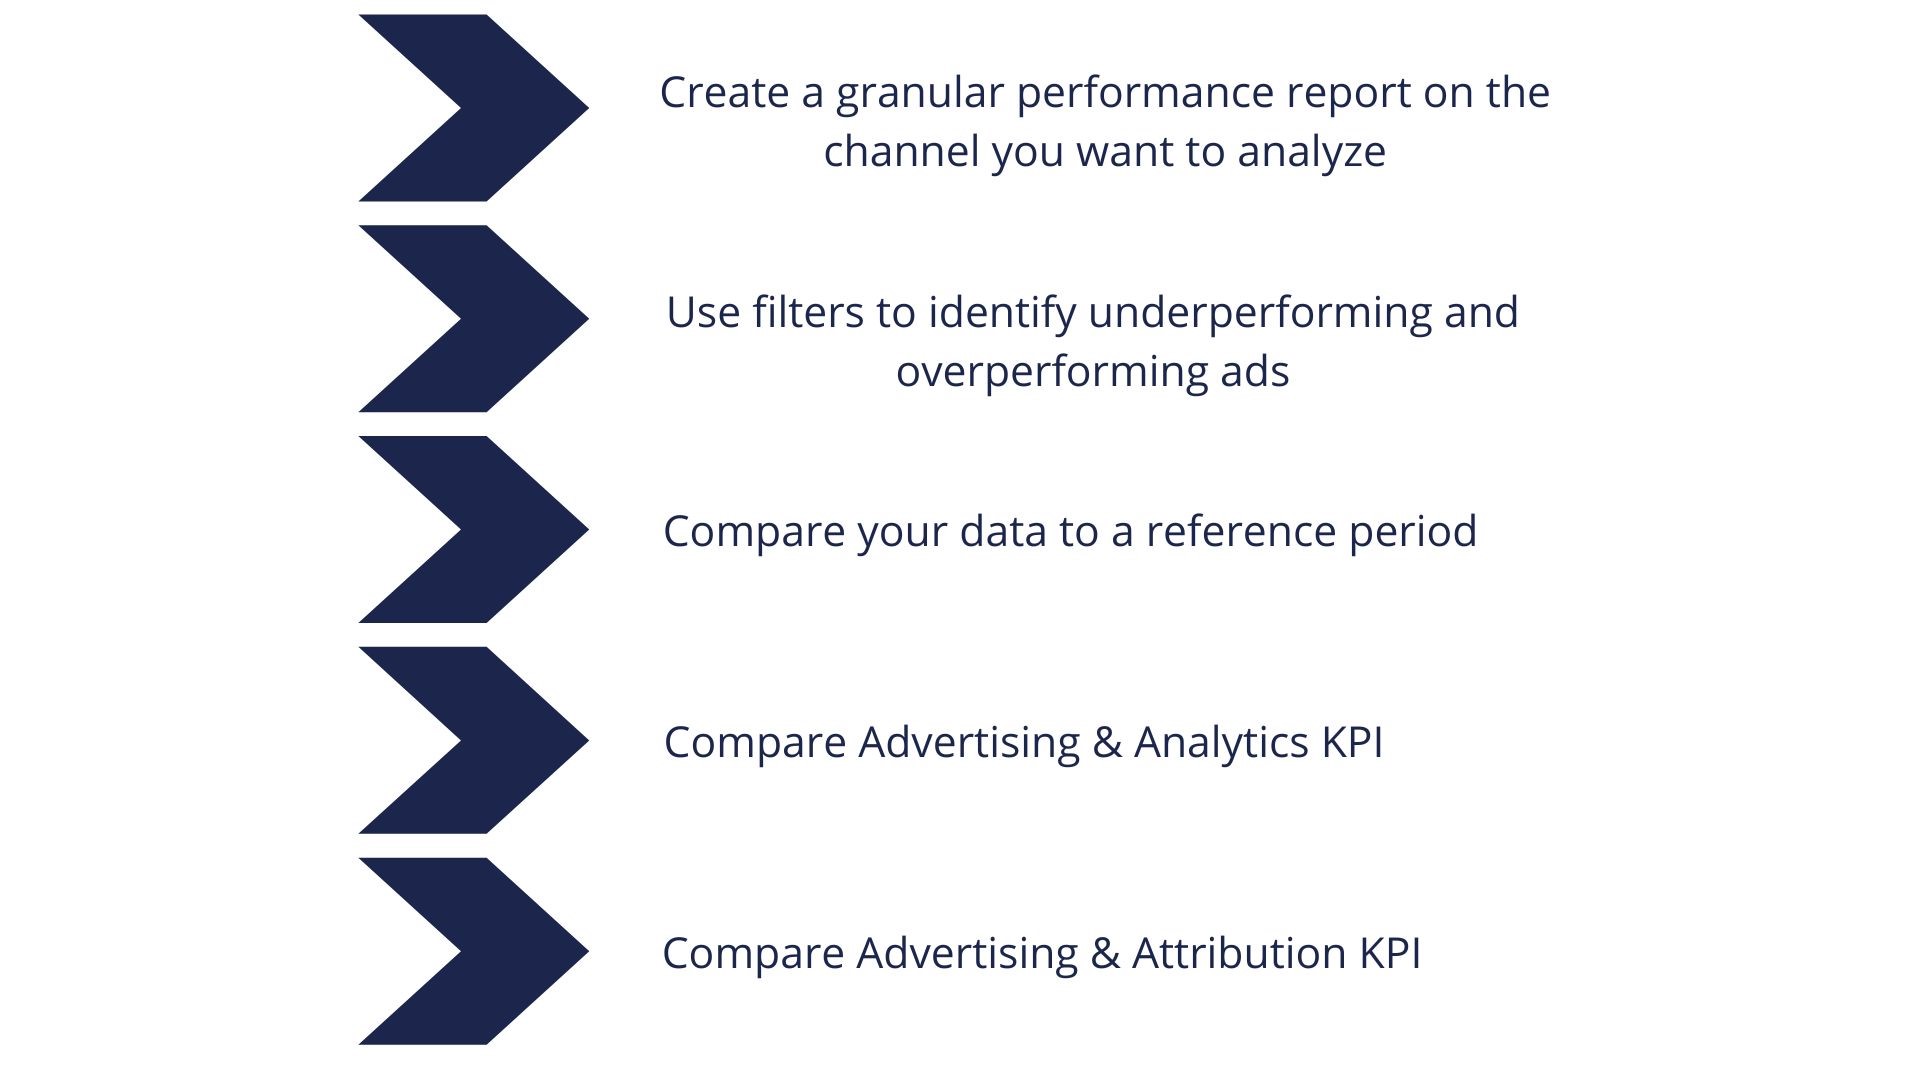 Create a granular performance report on the
channel you want to analyze
Use filters to identify underperforming and
overperforming ads
Compare your data to a reference period
Compare Advertising & Analytics KPI
Compare Advertising & Attribution KPI